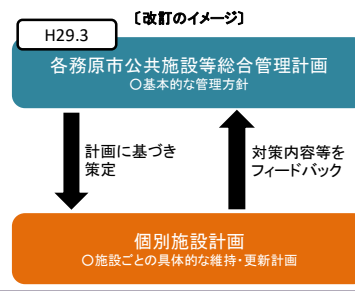 〔改訂のイメージ〕
H29.3
各務原市公共施設等総合管理計画
〇基本的な管理方針
計画に基づき
策定
対策内容等を
フィードバック
個別施設計画
〇施設ごとの具体的な維持・更新計画